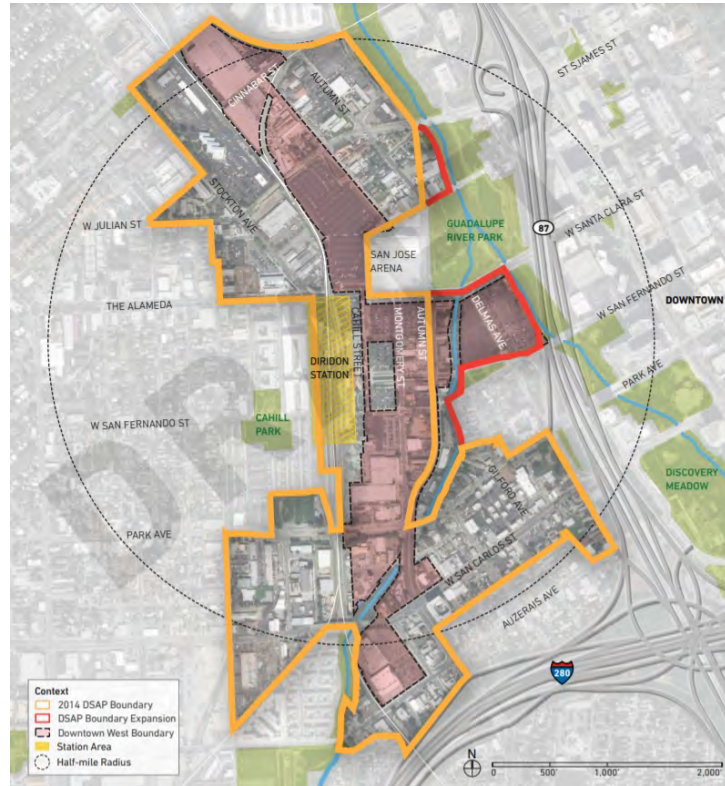 ST SJAMES ST
CINNABAR ST
AUTUMN ST
STOCKTON AVE
W JULIAN ST
GUADALUPE
RIVER PARK
87
W SANTA CLARA ST
SAN JOSE
ARENA
THE ALAMEDA
W SAN FERNANDO ST
DOWNTOWN
DELMAS AVE
AUTUMN ST
MONTGOMERY ST
CAHILL STREET
DIRIDON
STATION
PARK AVE
CAHILL
PARK
W SAN FERNANDO ST
DISCOVERY
MEADOW
GILFORD AVE
PARK AVE
W SAN CARLOS ST
AUZERAIS AVE
280
Context
2014 DSAP Boundary
DSAP Boundary Expansion
Downtown West Boundary
Station Area
Half-mile Radius
N
0 500' 1,000' 2,000'